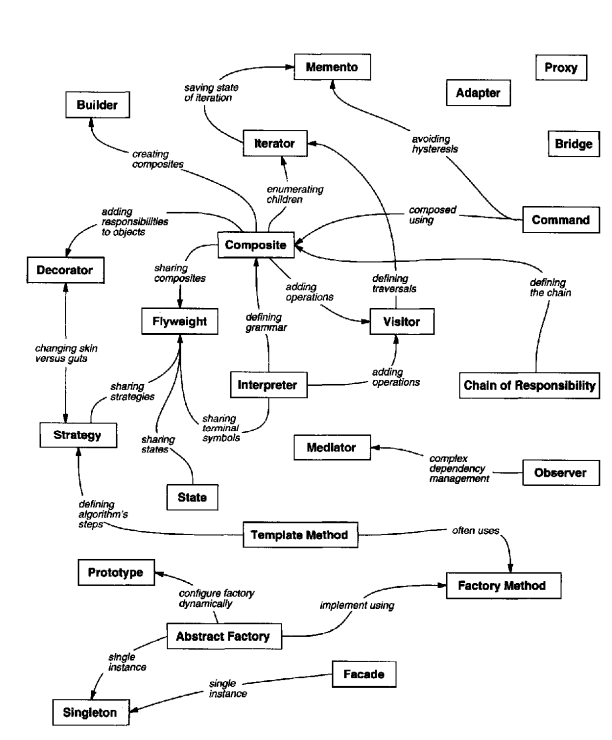 Memento
Proxy
saving state
of iteration
Adapter
Builder
avoiding
hysteresis
Iterator
Bridge
creating
composites
enumerating
children
adding
responsibilities
to objects
composed
using
Command
Composite
Decorator
sharing
composites
adding
operations
defining
traversals
defining
the chain
Flyweight
defining
grammar
Visitor
changing skin
versus guts
adding
operations
sharing
strategies
Interpreter
Chain of Responsibility
sharing
terminal
symbols
Strategy
sharing
states
Mediator
complex
dependency
management
Observer
State
defining
algorithm's
steps
Template Method
often uses
Prototype
Factory Method
configure factory
dynamically
implement using
Abstract Factory
single
instance
Facade
single
instance
Singleton